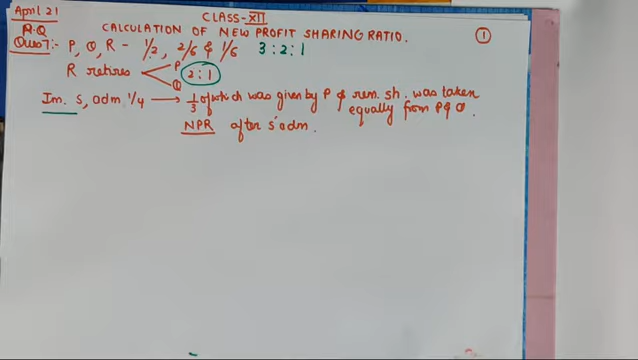 April 21
CLASS-XII
CALCULATION OF NEW PROFIT SHARING RATIO.
1
Ques 7:- P, Q, R - 1/2, 2/6 & 1/6 3:2:1
R retires P Q 2:1
Im. S, adm 1/4 → 1/3 of which was given by P & rem. sh. was taken
equally from P & Q.
NPR after S' adm.